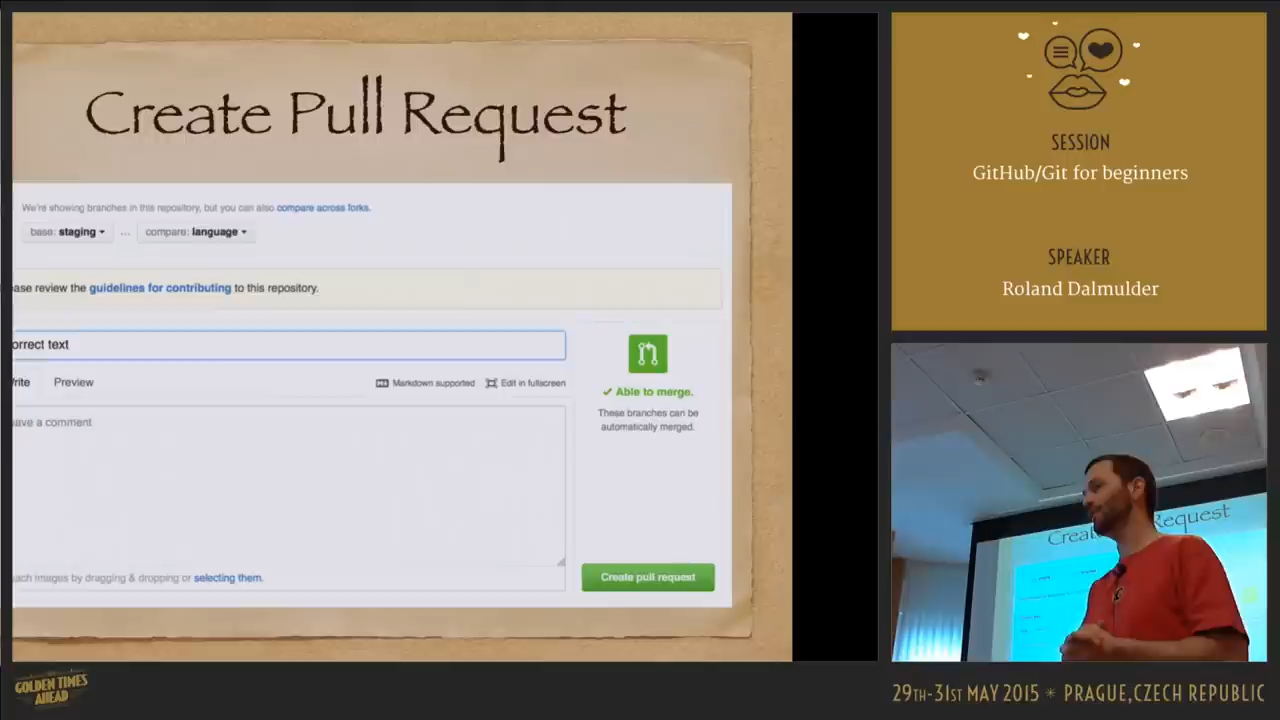 Create Pull Request
We're showing branches in this repository, but you can also compare across forks.
base: staging ... compare: language
ase review the guidelines for contributing to this repository.
orrect text
rite Preview Markdown supported Edit in fullscreen
ave a comment
ach images by dragging & dropping or selecting them.
Able to merge.
These branches can be
automatically merged.
Create pull request
SESSION
GitHub/Git for beginners
SPEAKER
Roland Dalmulder
Create Request
GOLDEN TIMES
AHEAD
29TH-31ST MAY 2015 * PRAGUE,CZECH REPUBLIC